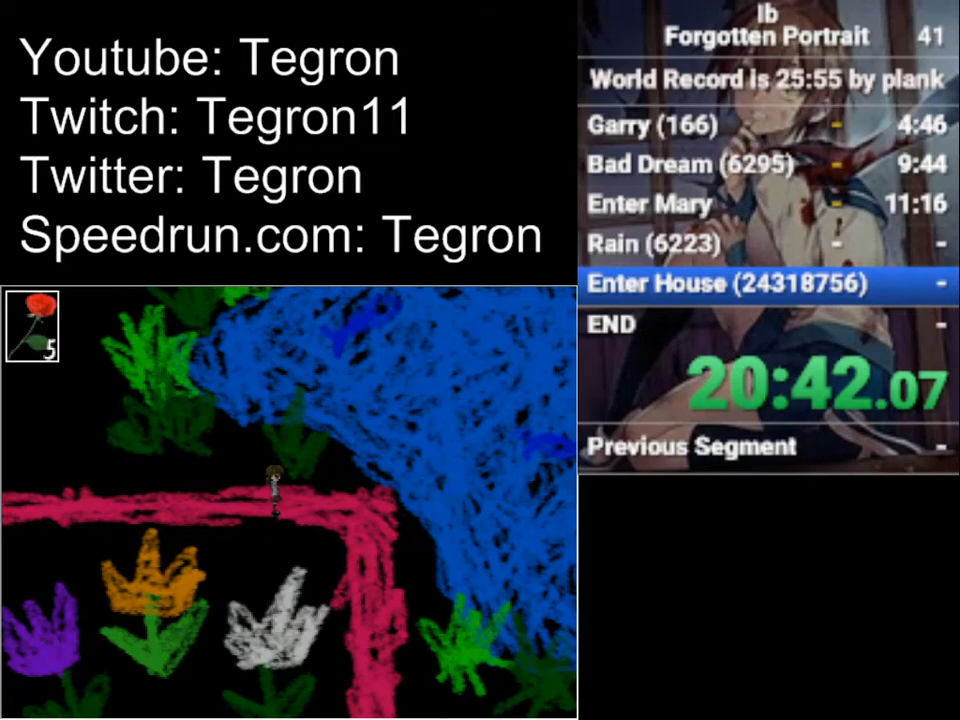 Youtube: Tegron
Twitch: Tegron11
Twitter: Tegron
Speedrun.com: Tegron
Ib
Forgotten Portrait 41
World Record is 25:55 by plank
Garry (166) - 4:46
Bad Dream (6295) - 9:44
Enter Mary - 11:16
Rain (6223) - -
Enter House (24318756) -
END -
20:42.07
Previous Segment -
5